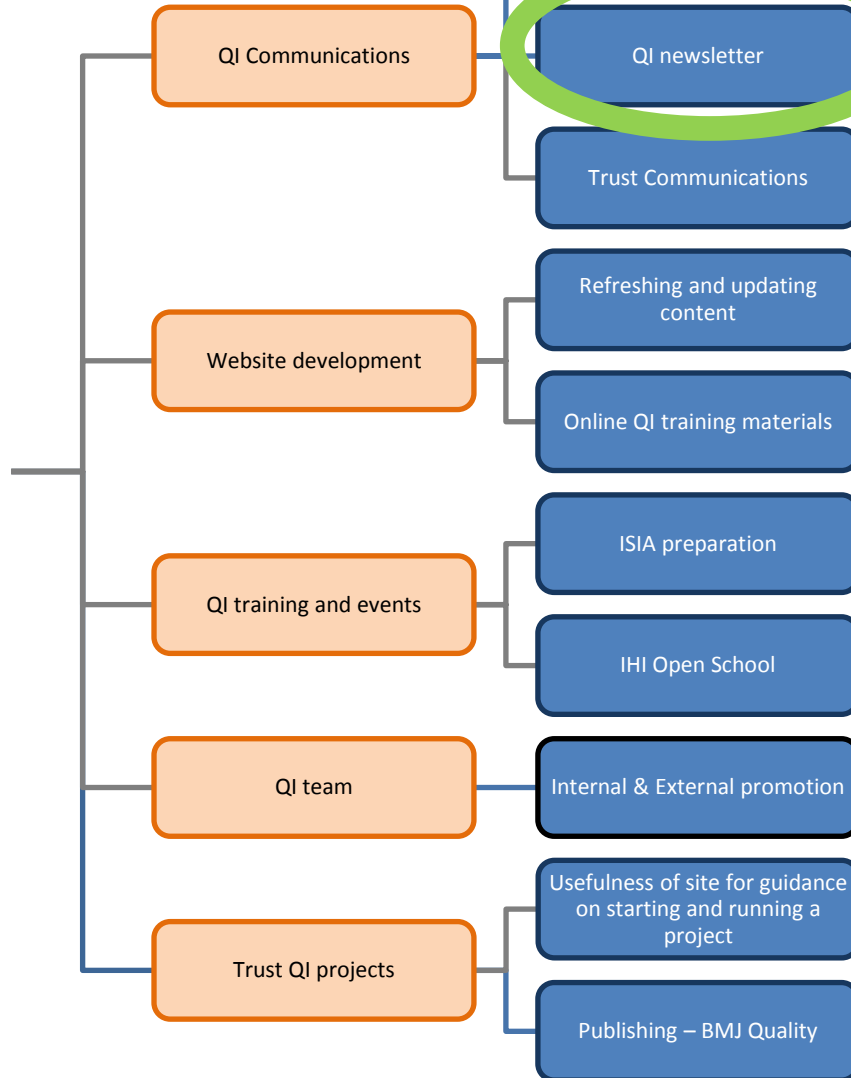 QI Communications
QI newsletter
Trust Communications
Website development
Refreshing and updating
content
Online QI training materials
QI training and events
ISIA preparation
IHI Open School
QI team
Internal & External promotion
Trust QI projects
Usefulness of site for guidance
on starting and running a
project
Publishing – BMJ Quality